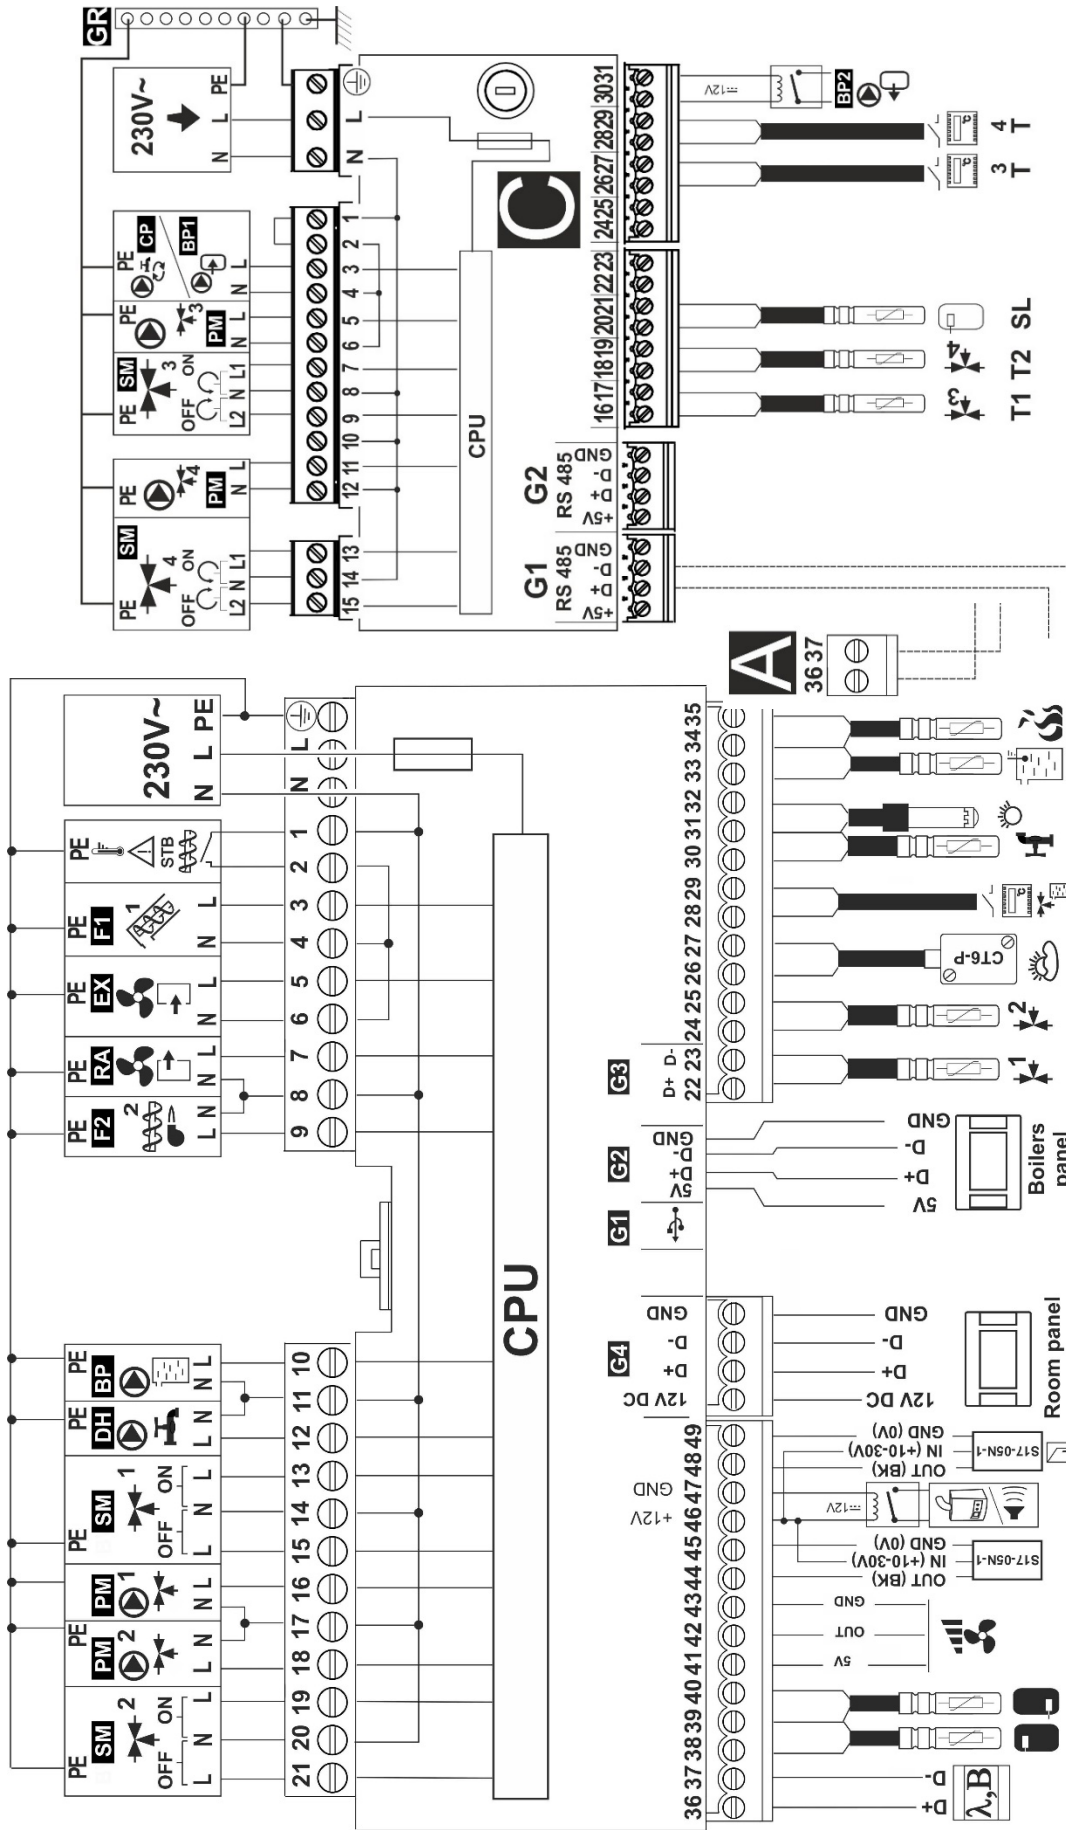 PE PE PE PE PE PE
SM 2 PM 2 PM 1 SM 1 DH BP
OFF ON OFF ON
L N L L N N L L N L L N N L
21 20 19 18 17 16 15 14 13 12 11 10
PE PE PE PE PE
F2 2 RA EX F1 1 STB
230V~
L N N L N L N L N L PE
9 8 7 6 5 4 3 2 1 N L
CPU
GND
+12V
12V DC D+ D- GND
G4
G1
G2
5V D+ D- GND
G3
D+ D-
36 37 38 39 40 41 42 43 44 45 46 47 48 49
22 23 24 25 26 27 28 29 30 31 32 33 34 35
D+ D-
λ,B
5V OUT GND
OUT (BK)
IN (+10-30V)
GND (0V)
S17-05N-1
12V
OUT (BK)
IN (+10-30V)
GND (0V)
S17-05N-1
12V DC D+ D- GND
Room panel
5V D+ D- GND
Boilers
panel
1
2
CT6-P
A
36 37
GR
PE PE PE PE
SM 4 PM 4 SM 3 PM 3 CP / BP1
OFF ON OFF ON
L2 N L1 N L L2 N L1 N L N L
230V~
N L PE
15 14 13 12 11 10 9 8 7 6 5 4 3 2 1 N L
CPU
C
G1
RS 485
+5V D+ D- GND
G2
RS 485
+5V D+ D- GND
16 17 18 19 20 21 22 23 24 25 26 27 28 29 30 31
12V
BP2
3 4
T1 T2 SL
3 4
T T